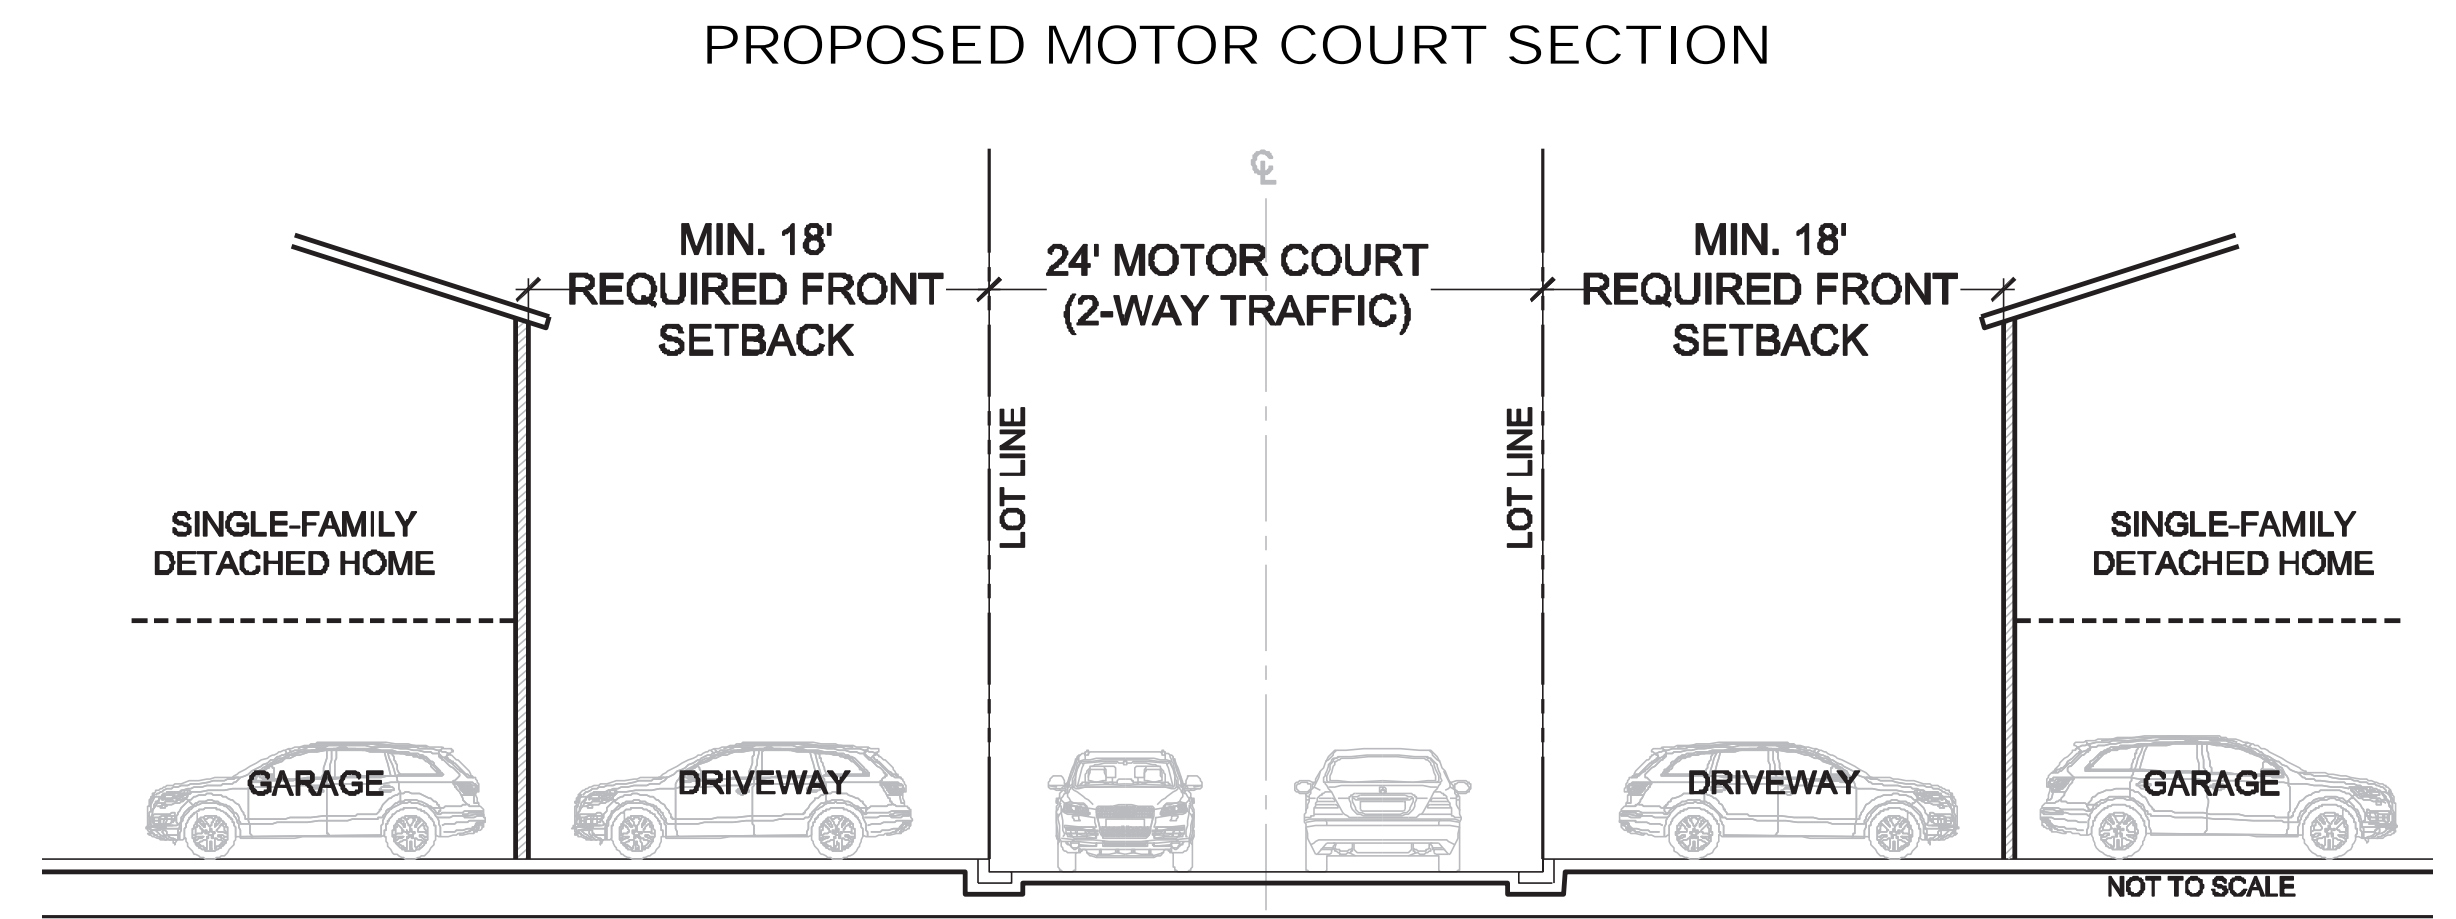 PROPOSED MOTOR COURT SECTION
℄
MIN. 18'
REQUIRED FRONT
SETBACK
24' MOTOR COURT
(2-WAY TRAFFIC)
MIN. 18'
REQUIRED FRONT
SETBACK
LOT LINE
LOT LINE
SINGLE-FAMILY
DETACHED HOME
SINGLE-FAMILY
DETACHED HOME
GARAGE
DRIVEWAY
DRIVEWAY
GARAGE
NOT TO SCALE